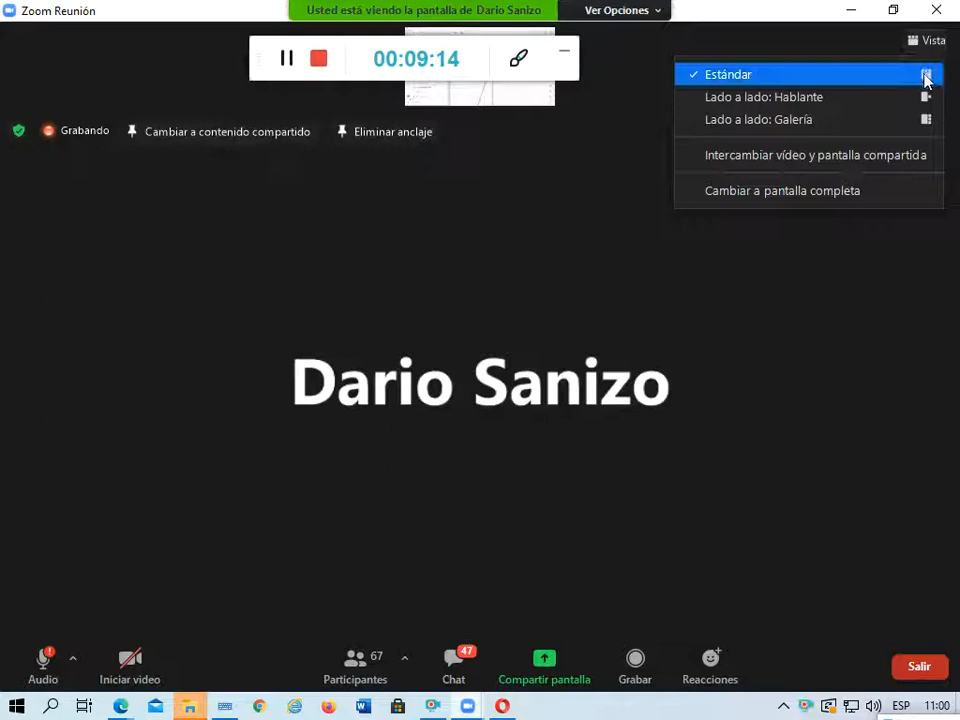 Zoom Reunión
Usted está viendo la pantalla de Dario Sanizo
Ver Opciones
00:09:14
Vista
Estándar
Lado a lado: Hablante
Lado a lado: Galería
Intercambiar vídeo y pantalla compartida
Cambiar a pantalla completa
Grabando
Cambiar a contenido compartido
Eliminar anclaje
Dario Sanizo
Audio
Iniciar video
67
Participantes
47
Chat
Compartir pantalla
Grabar
Reacciones
Salir
ESP
11:00